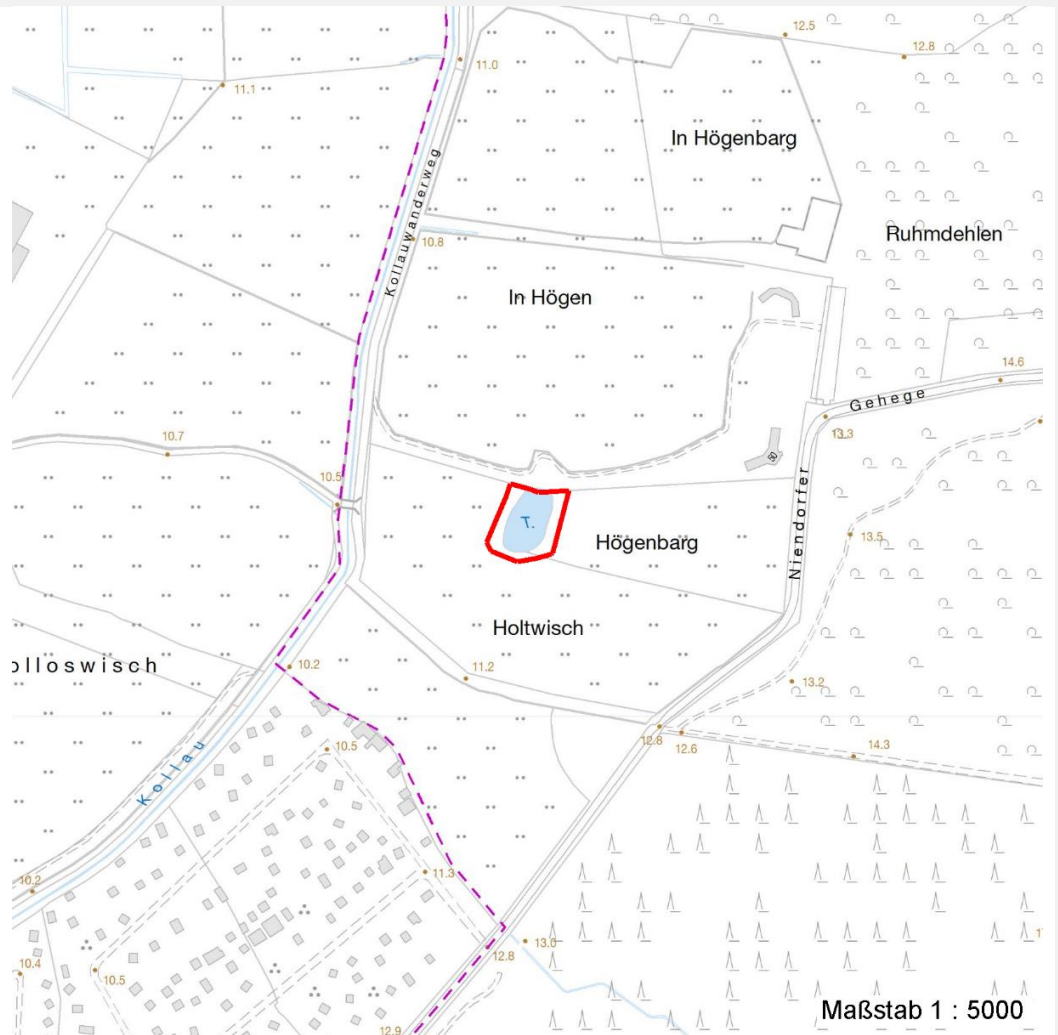 12.5
12.8
11.0
11.1
In Högenbarg
Kollauwanderweg
10.8
Ruhmdehlen
In Högen
14.6
Gehege
13.3
10.7
50
10.5
T.
13.5
Högenbarg
Niendorfer
Holtwisch
olloswisch
10.2
11.2
13.2
12.8
12.6
10.5
14.3
Kollau
11.3
10.2
13.0
12.8
10.4
10.5
12.9
Maßstab 1 : 5000